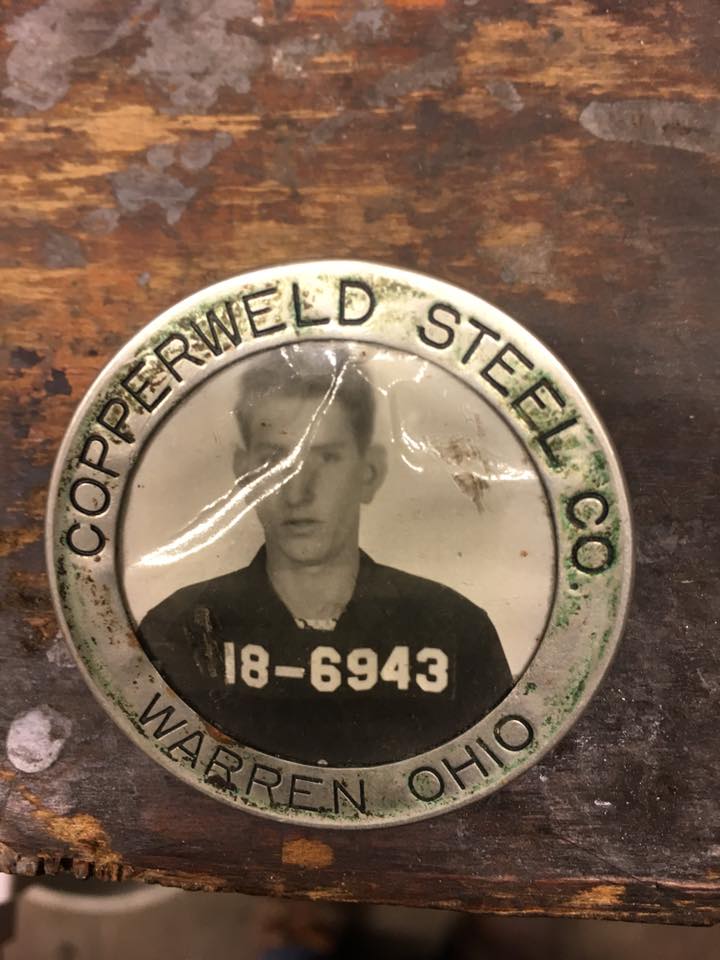 COPPERWELD STEEL CO.
18-6943
WARREN OHIO